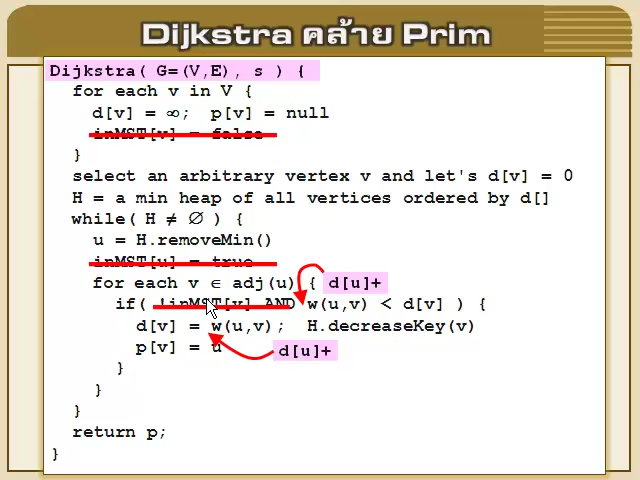 Dijkstra คล้าย Prim
Dijkstra( G=(V,E), s ) {
for each v in V {
d[v] = ∞; p[v] = null
inMST[v] = false
}
select an arbitrary vertex v and let's d[v] = 0
H = a min heap of all vertices ordered by d[]
while( H ≠ ∅ ) {
u = H.removeMin()
inMST[u] = true
for each v ∈ adj(u) { d[u]+
if( !inMST[v] AND w(u,v) < d[v] ) {
d[v] = w(u,v); H.decreaseKey(v)
p[v] = u d[u]+
}
}
}
return p;
}